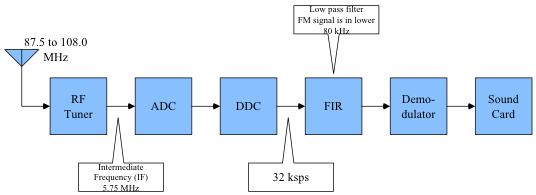 Low pass filter
FM signal is in lower
80 kHz
87.5 to 108.0
MHz
RF
Tuner
ADC
DDC
FIR
Demo-
dulator
Sound
Card
Intermediate
Frequency (IF)
5.75 MHz
32 ksps